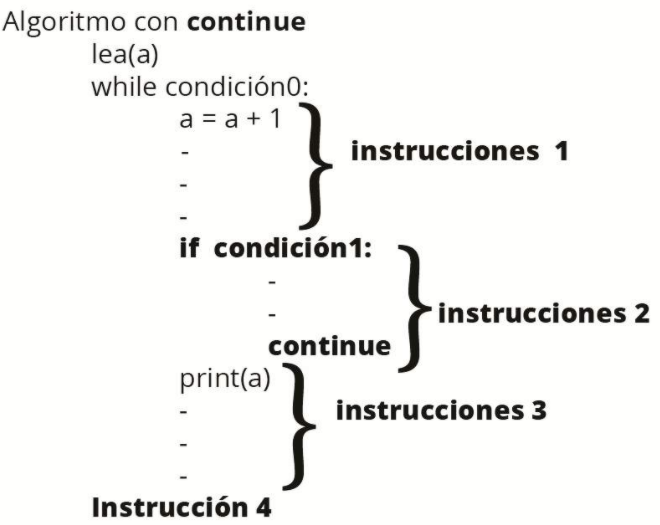 Algoritmo con continue
lea(a)
while condición0:
a = a + 1
-
instrucciones 1
-
-
if condición1:
-
-
instrucciones 2
continue
print(a)
-
instrucciones 3
-
-
Instrucción 4